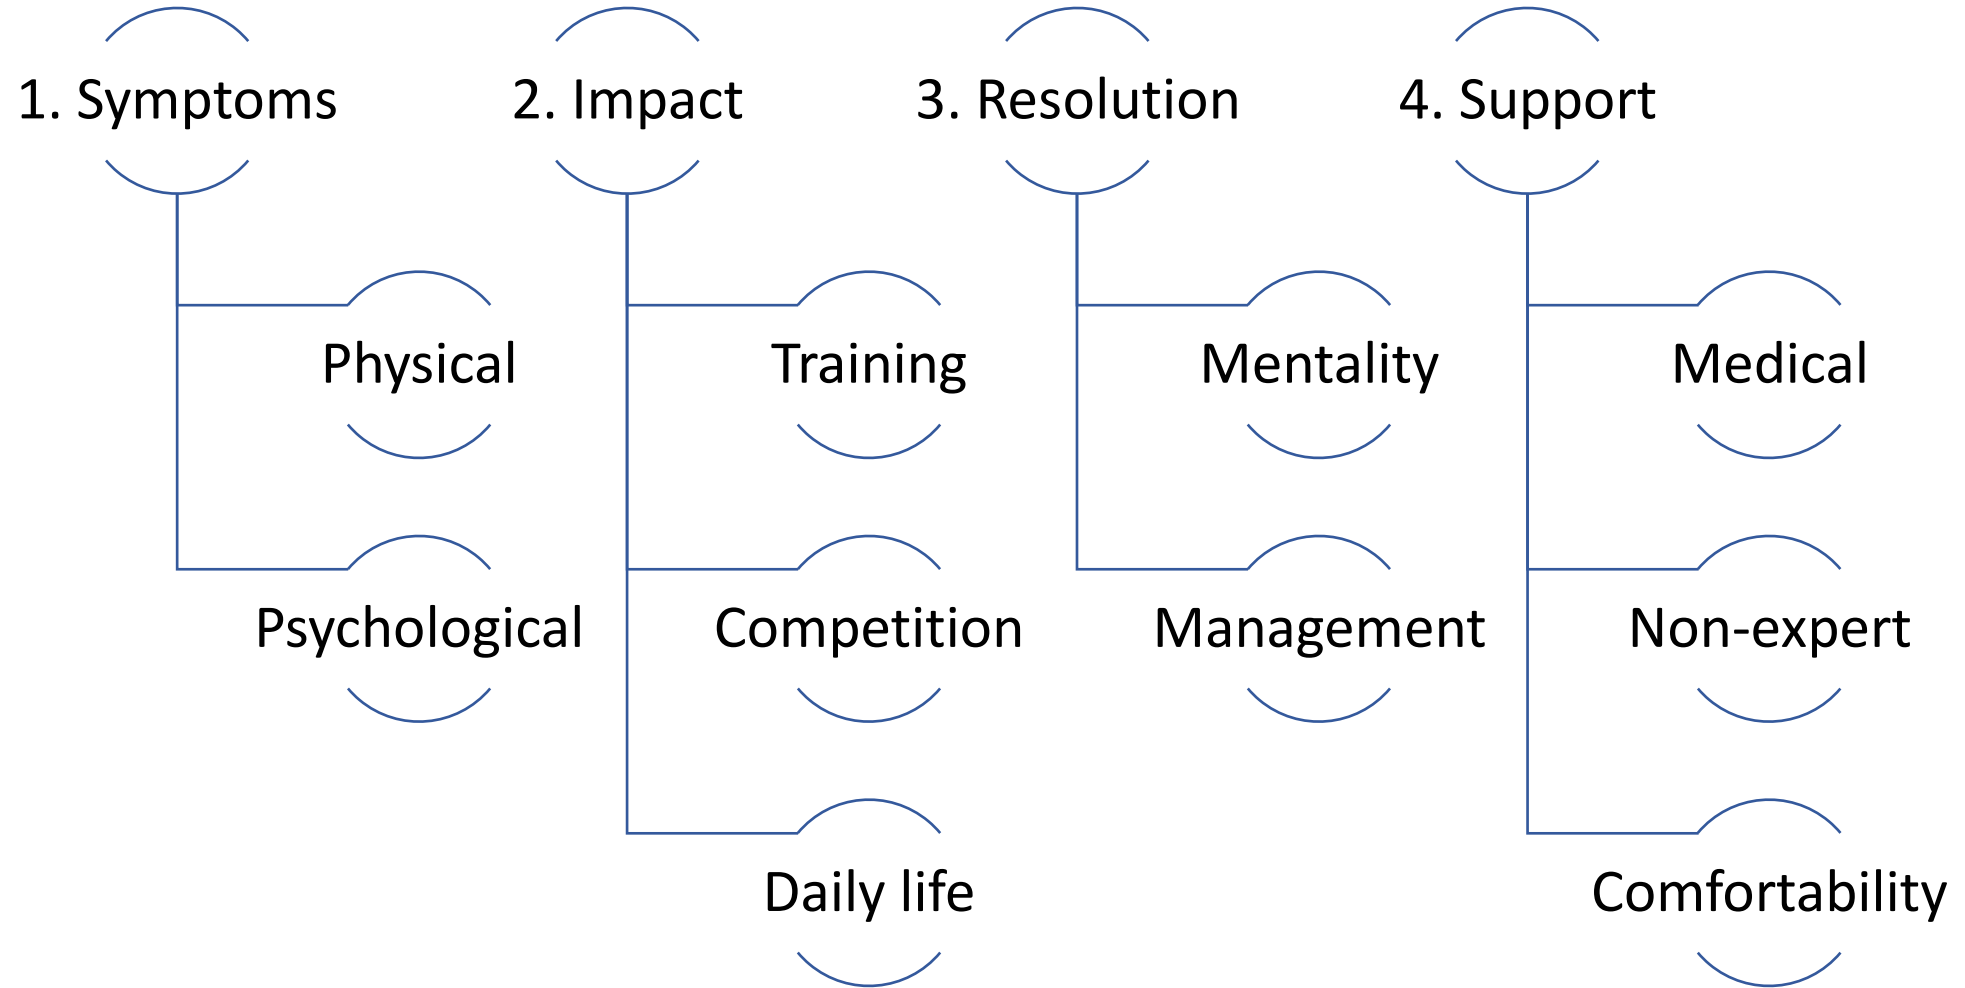 1. Symptoms
Physical
Psychological
2. Impact
Training
Competition
Daily life
3. Resolution
Mentality
Management
4. Support
Medical
Non-expert
Comfortability